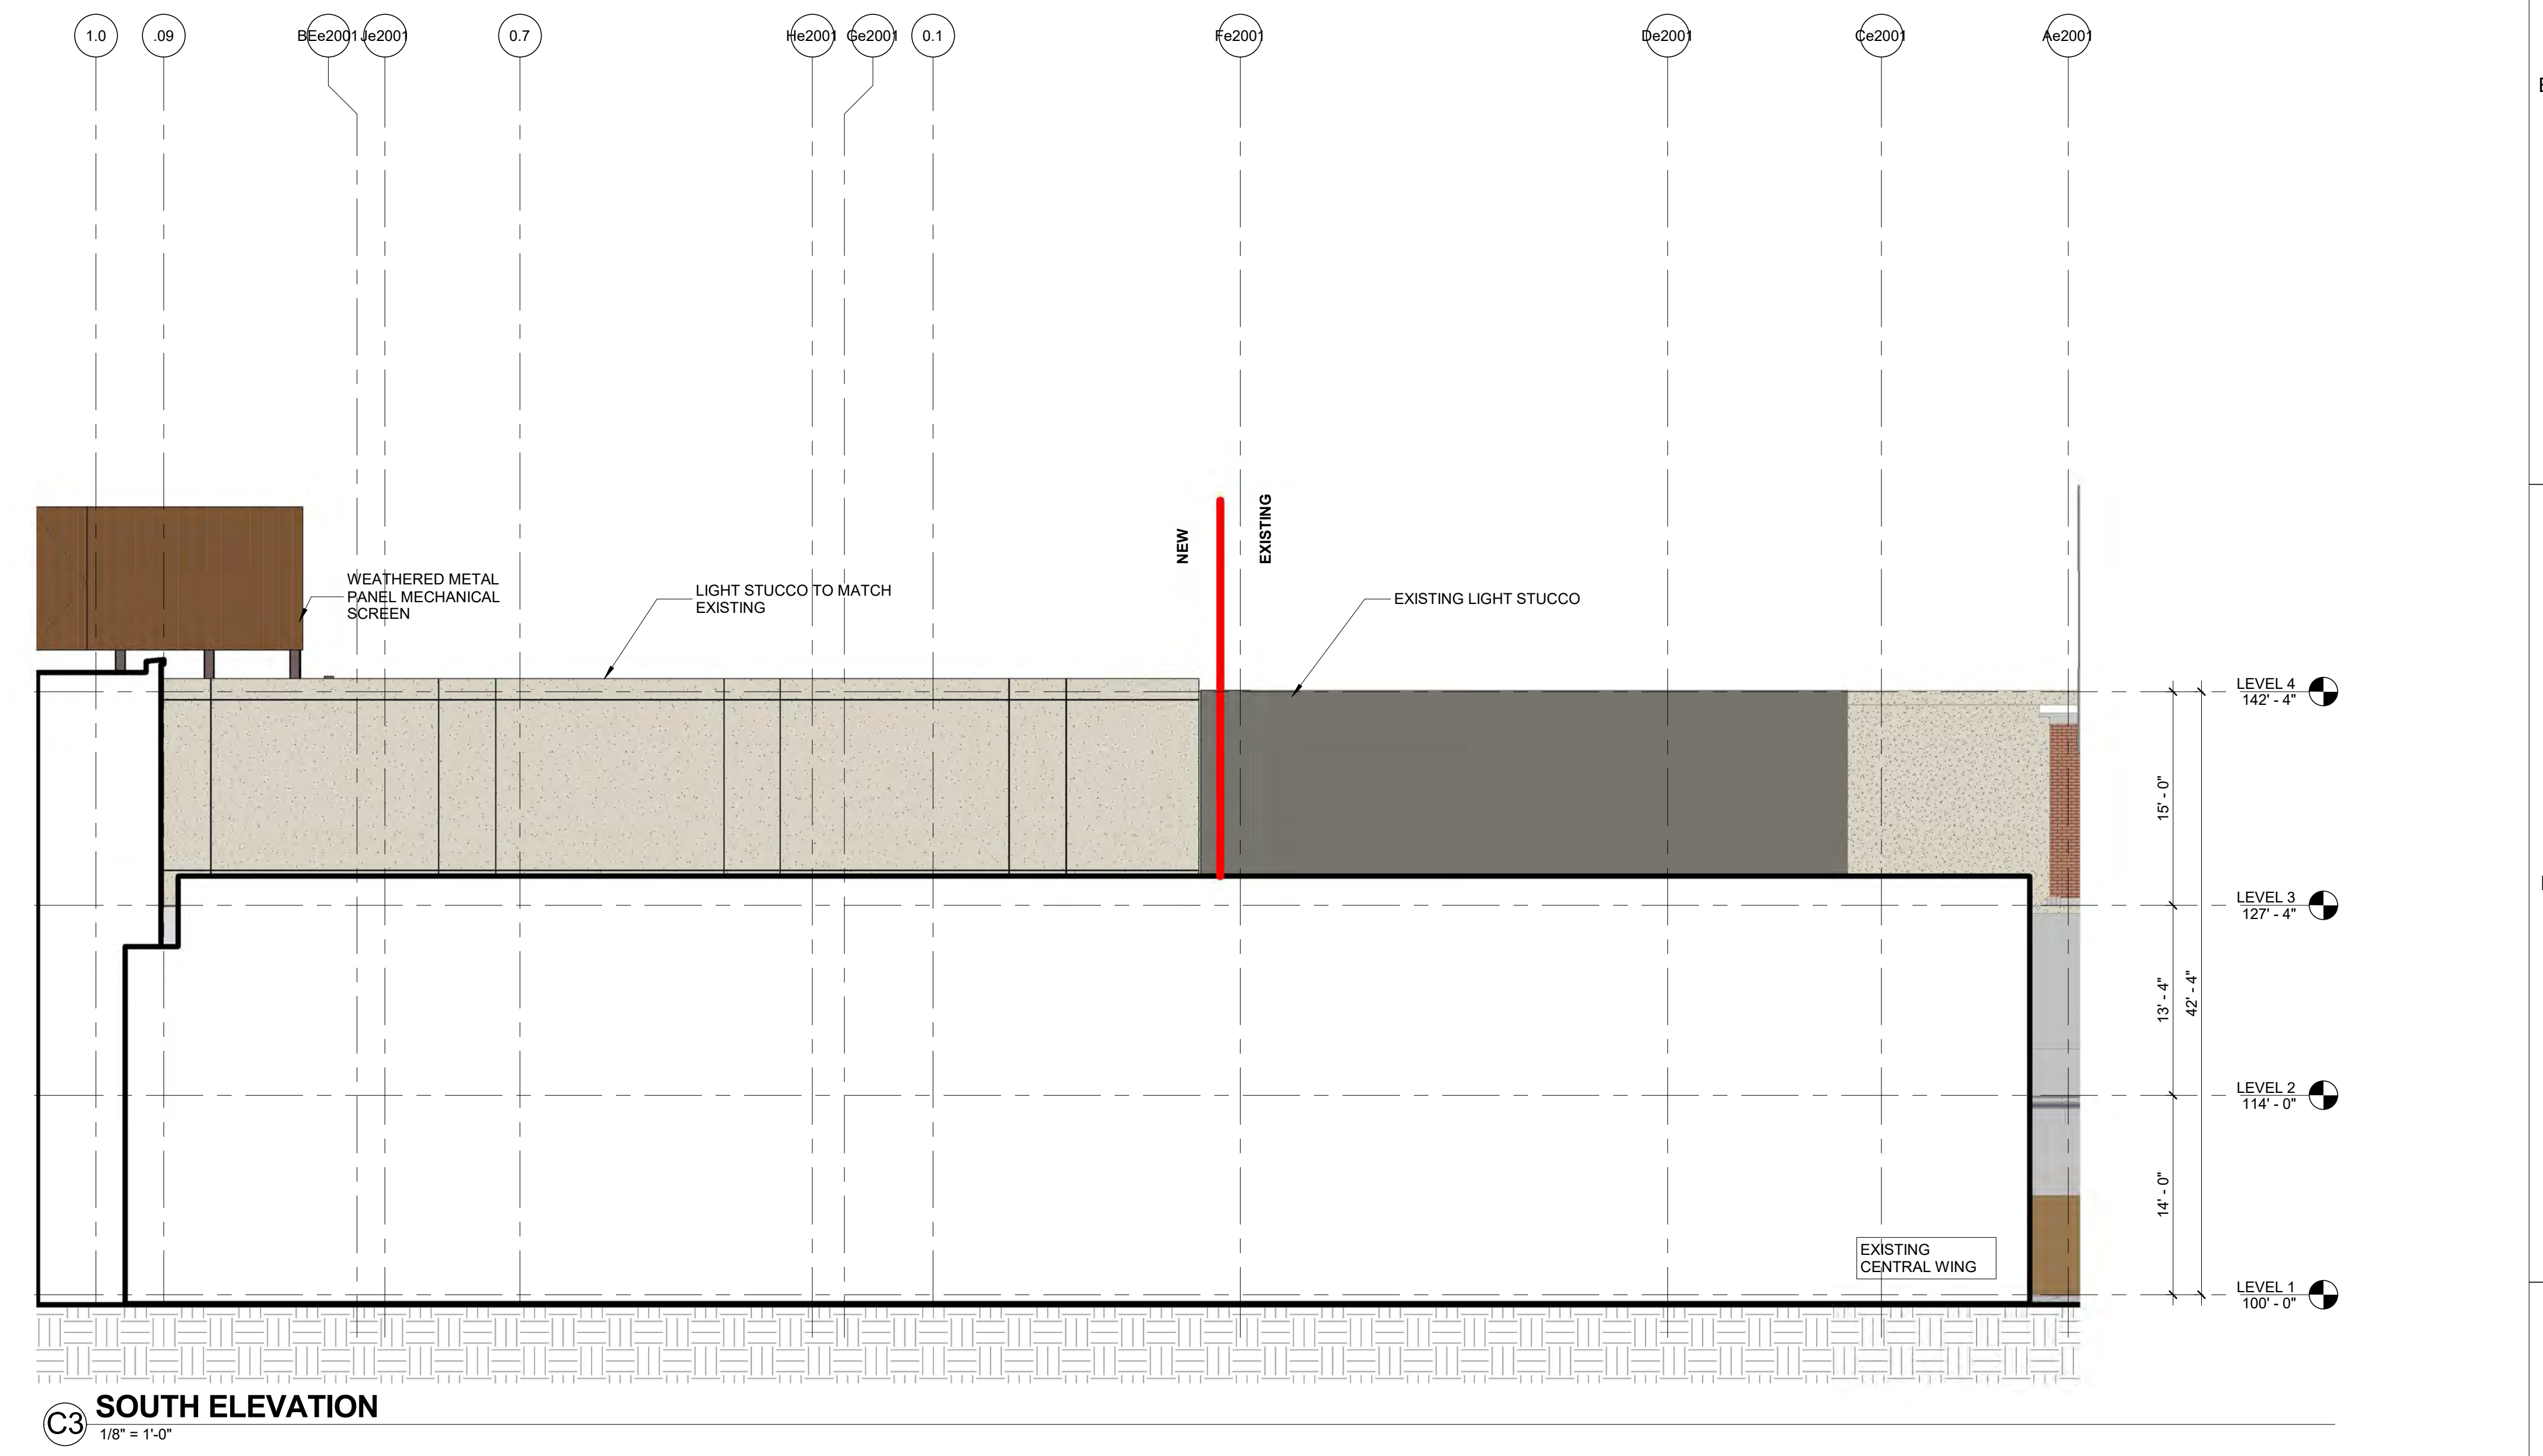 1.0
.09
BEe2001
Je2001
0.7
He2001
Ge2001
0.1
Fe2001
De2001
Ce2001
Ae2001
NEW
EXISTING
WEATHERED METAL
PANEL MECHANICAL
SCREEN
LIGHT STUCCO TO MATCH
EXISTING
EXISTING LIGHT STUCCO
LEVEL 4
142' - 4"
15' - 0"
LEVEL 3
127' - 4"
13' - 4"
42' - 4"
LEVEL 2
114' - 0"
14' - 0"
EXISTING
CENTRAL WING
LEVEL 1
100' - 0"
C3
SOUTH ELEVATION
1/8" = 1'-0"